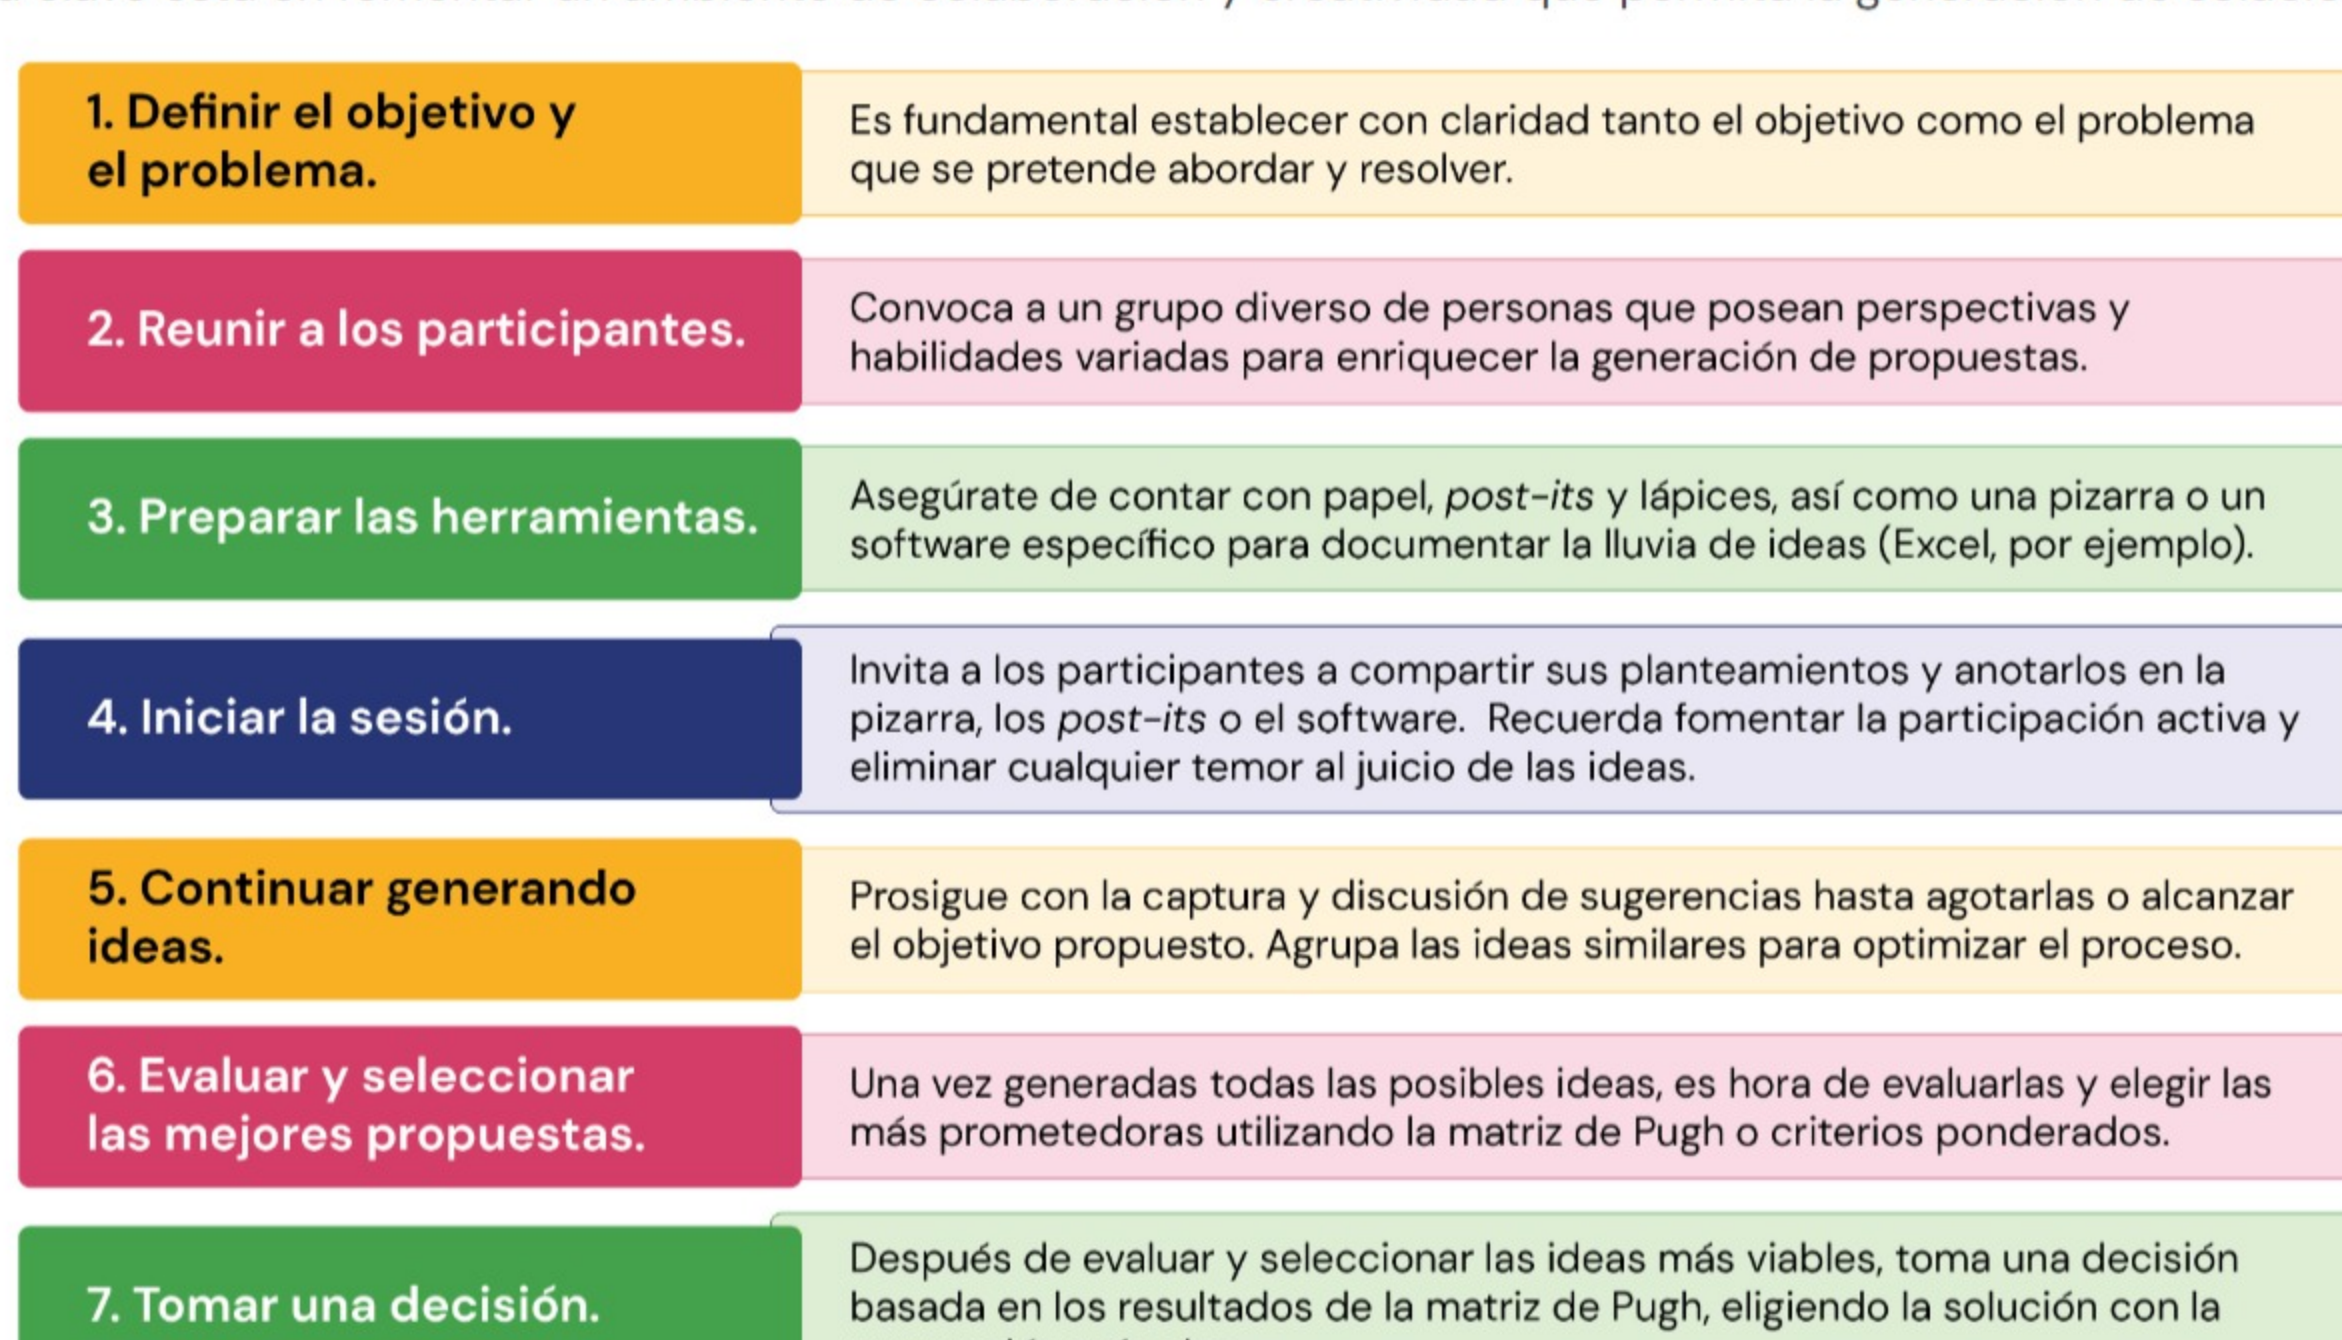 1. Definir el objetivo y
el problema.
Es fundamental establecer con claridad tanto el objetivo como el problema
que se pretende abordar y resolver.
2. Reunir a los participantes.
Convoca a un grupo diverso de personas que posean perspectivas y
habilidades variadas para enriquecer la generación de propuestas.
3. Preparar las herramientas.
Asegúrate de contar con papel, post-its y lápices, así como una pizarra o un
software específico para documentar la lluvia de ideas (Excel, por ejemplo).
4. Iniciar la sesión.
Invita a los participantes a compartir sus planteamientos y anotarlos en la
pizarra, los post-its o el software. Recuerda fomentar la participación activa y
eliminar cualquier temor al juicio de las ideas.
5. Continuar generando
ideas.
Prosigue con la captura y discusión de sugerencias hasta agotarlas o alcanzar
el objetivo propuesto. Agrupa las ideas similares para optimizar el proceso.
6. Evaluar y seleccionar
las mejores propuestas.
Una vez generadas todas las posibles ideas, es hora de evaluarlas y elegir las
más prometedoras utilizando la matriz de Pugh o criterios ponderados.
7. Tomar una decisión.
Después de evaluar y seleccionar las ideas más viables, toma una decisión
basada en los resultados de la matriz de Pugh, eligiendo la solución con la